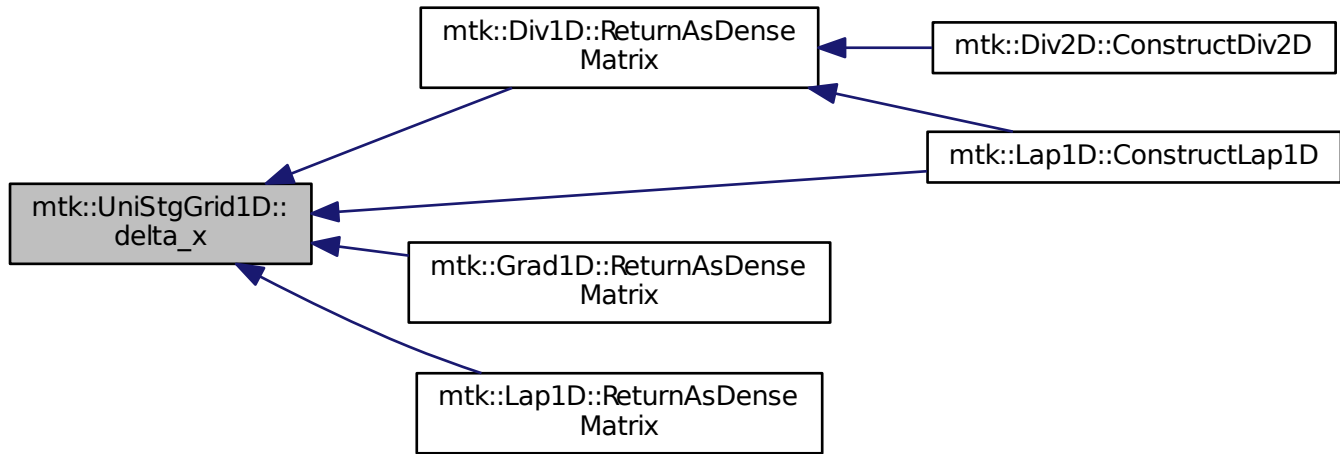 mtk::UniStgGrid1D::
delta_x
mtk::Div1D::ReturnAsDense
Matrix
mtk::Div2D::ConstructDiv2D
mtk::Lap1D::ConstructLap1D
mtk::Grad1D::ReturnAsDense
Matrix
mtk::Lap1D::ReturnAsDense
Matrix